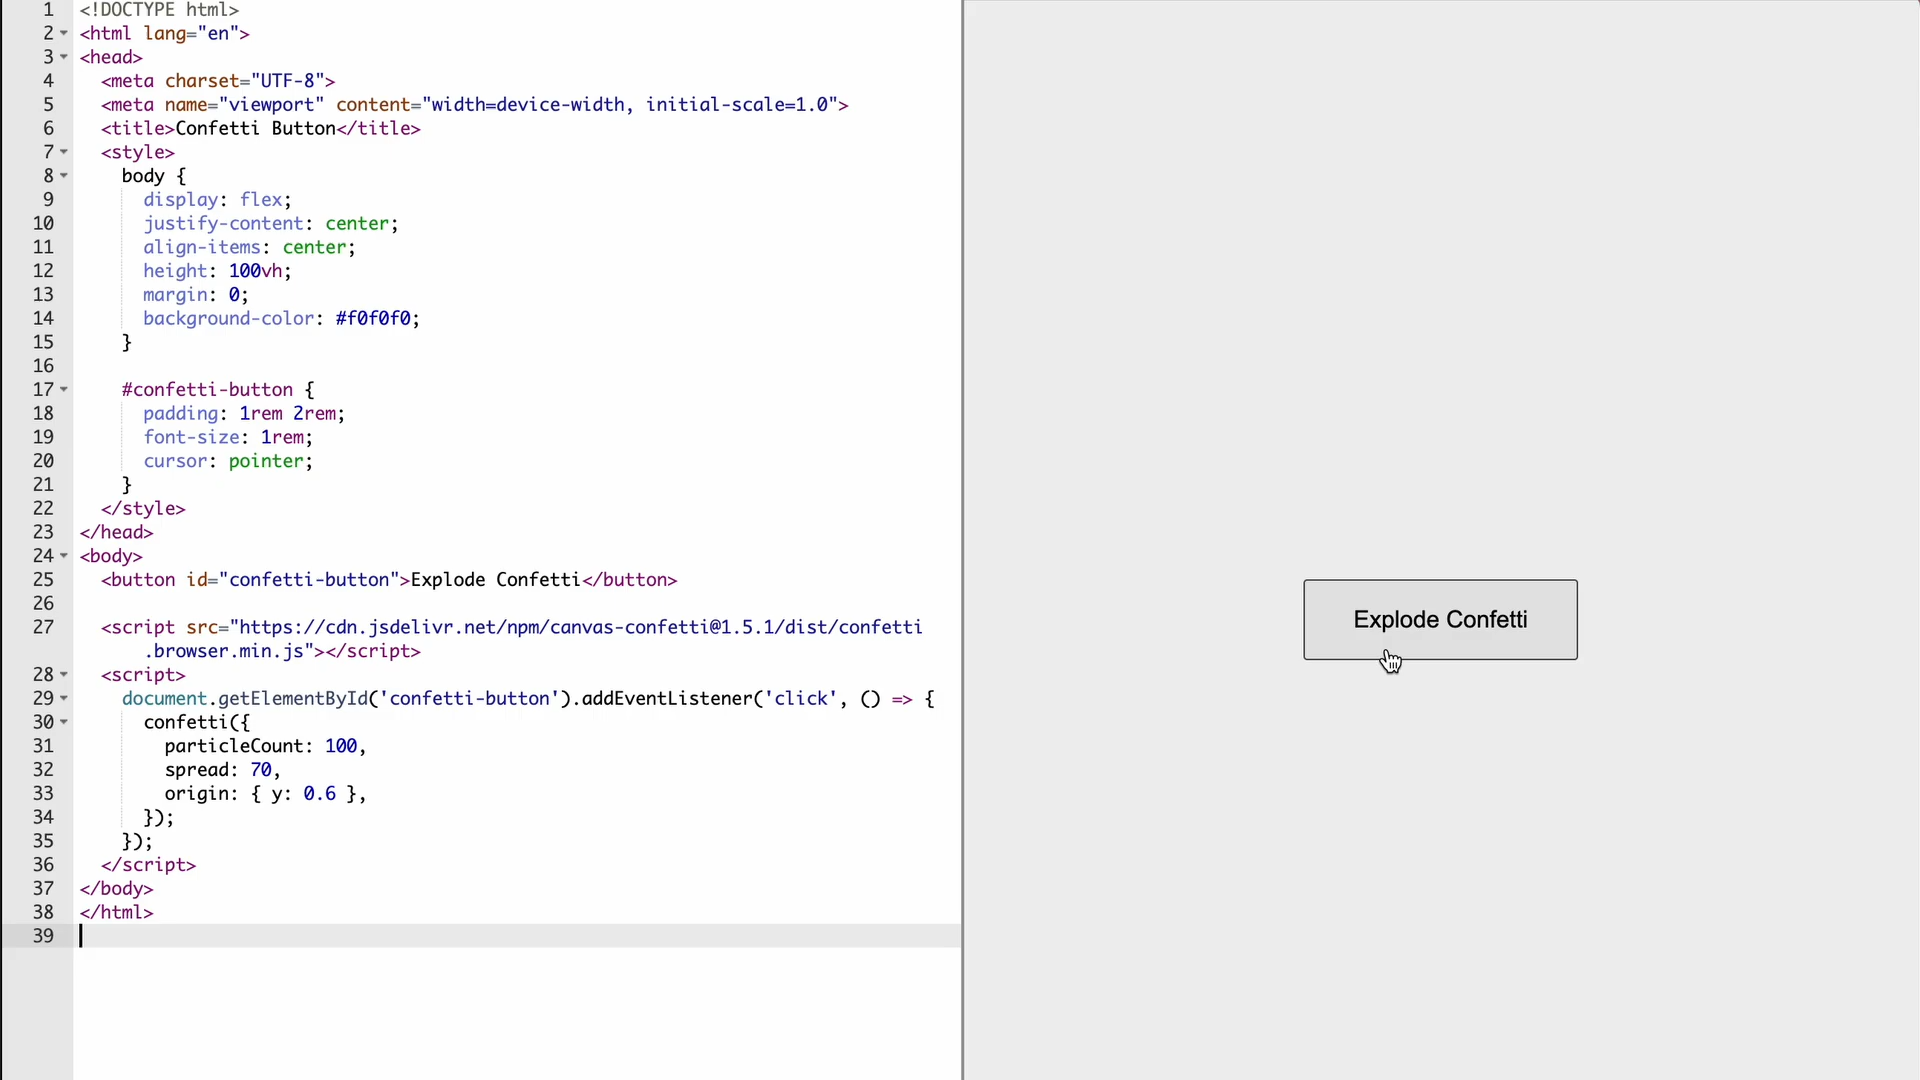 1 <!DOCTYPE html>
2 <html lang="en">
3 <head>
4 <meta charset="UTF-8">
5 <meta name="viewport" content="width=device-width, initial-scale=1.0">
6 <title>Confetti Button</title>
7 <style>
8 body {
9 display: flex;
10 justify-content: center;
11 align-items: center;
12 height: 100vh;
13 margin: 0;
14 background-color: #f0f0f0;
15 }
16
17 #confetti-button {
18 padding: 1rem 2rem;
19 font-size: 1rem;
20 cursor: pointer;
21 }
22 </style>
23 </head>
24 <body>
25 <button id="confetti-button">Explode Confetti</button>
26
27 <script src="https://cdn.jsdelivr.net/npm/canvas-confetti@1.5.1/dist/confetti
.browser.min.js"></script>
28 <script>
29 document.getElementById('confetti-button').addEventListener('click', () => {
30 confetti({
31 particleCount: 100,
32 spread: 70,
33 origin: { y: 0.6 },
34 });
35 });
36 </script>
37 </body>
38 </html>
39
Explode Confetti